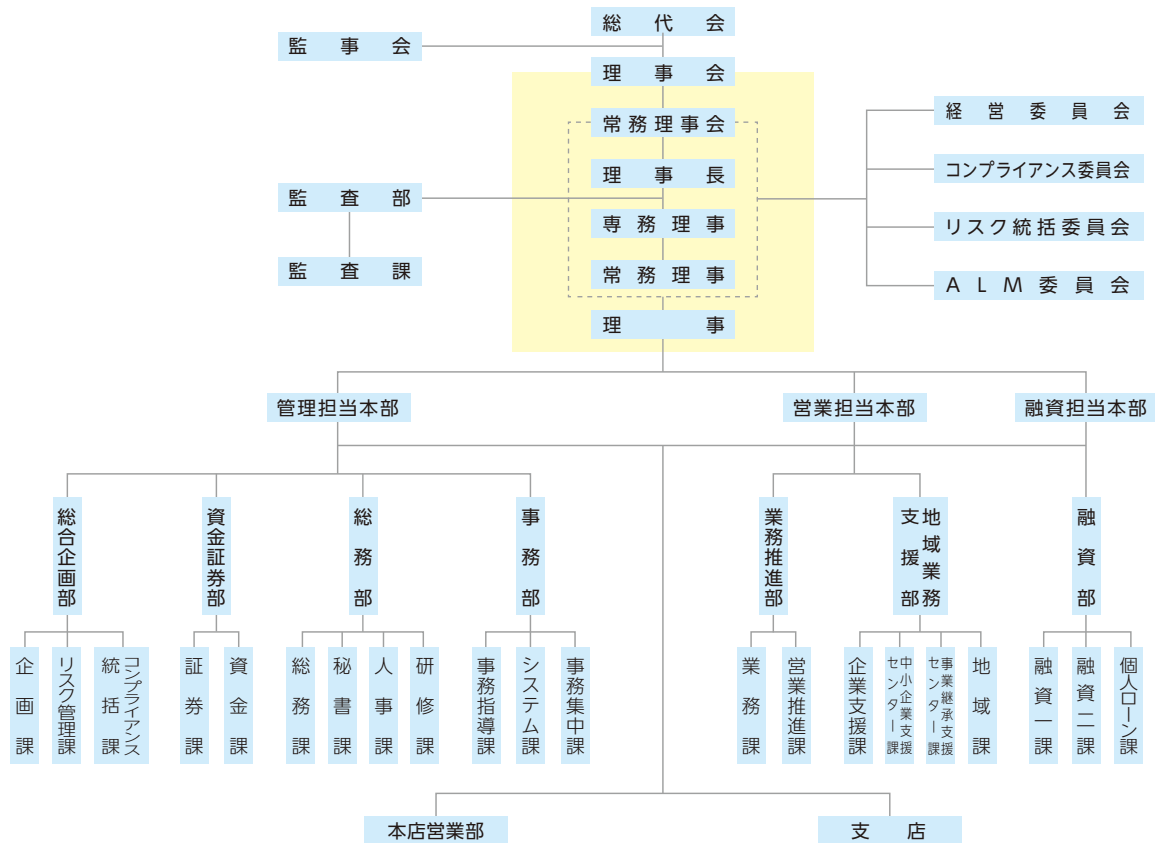 総代会
監事会
理事会
常務理事会
理事長
監査部
専務理事
監査課
常務理事
理事
経営委員会
コンプライアンス委員会
リスク統括委員会
ALM委員会
管理担当本部
営業担当本部
融資担当本部
総合企画部
資金証券部
総務部
事務部
業務推進部
地域業務
支援部
融資部
企画課
リスク管理課
コンプライアンス
統括課
証券課
資金課
総務課
秘書課
人事課
研修課
事務指導課
システム課
事務集中課
業務課
営業推進課
企業支援課
中小企業支援
センター課
事業継承支援
センター課
地域課
融資一課
融資二課
個人ローン課
本店営業部
支店